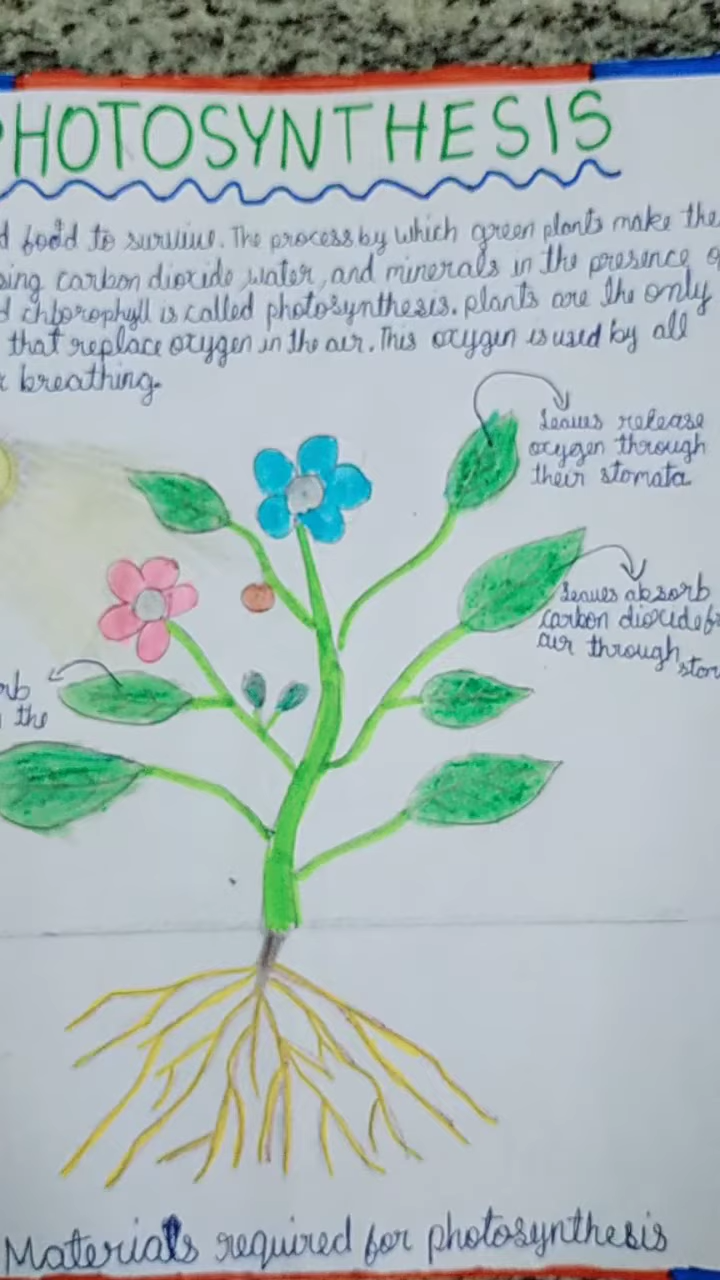 PHOTOSYNTHESIS
d food to survive. The process by which green plants make the
sing carbon dioxide, water, and minerals in the presence o
d chlorophyll is called photosynthesis. plants are the only
that replace oxygen in the air. This oxygen is used by all
breathing.
Leaves release
oxygen through
their stomata
Leaves absorb
carbon dioxide
air through
stom
rb
the
Materials required for photosynthesis